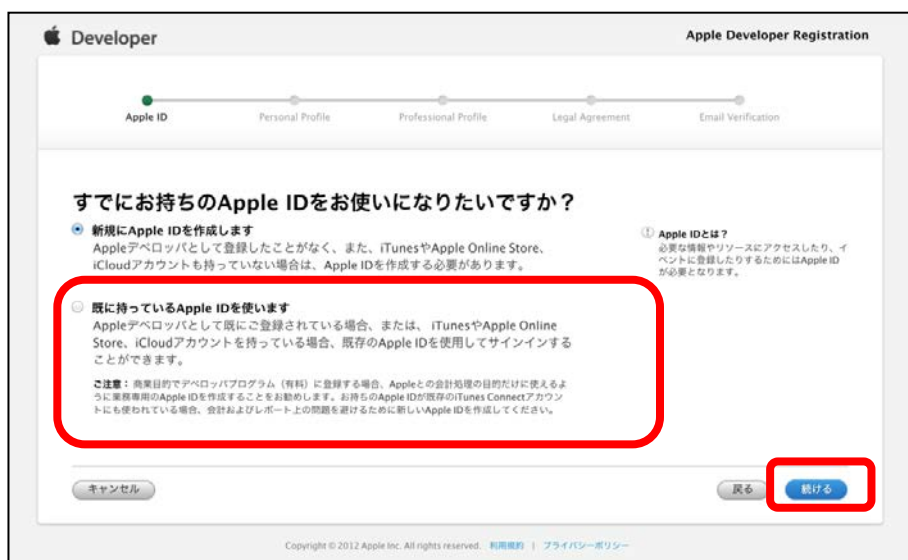 Developer
Apple Developer Registration
Apple ID
Personal Profile
Professional Profile
Legal Agreement
Email Verification
すでにお持ちのApple IDをお使いになりたいですか？
新規にApple IDを作成します
Appleデベロッパとして登録したことがなく、また、iTunesやApple Online Store、
iCloudアカウントも持っていない場合は、Apple IDを作成する必要があります。
Apple IDとは？
必要な情報やリソースにアクセスしたり、イ
ベントに登録したりするためにはApple ID
が必要となります。
既に持っているApple IDを使います
Appleデベロッパとして既にご登録されている場合、または、 iTunesやApple Online
Store、iCloudアカウントを持っている場合、既存のApple IDを使用してサインインする
ことができます。
ご注意： 商業目的でデベロッパプログラム（有料）に登録する場合、Appleとの会計処理の目的だけに使えるよ
うに業務専用のApple IDを作成することをお勧めします。お持ちのApple IDが既存のiTunes Connectアカウン
トにも使われている場合、会計およびレポート上の問題を避けるために新しいApple IDを作成してください。
キャンセル
戻る
続ける
Copyright © 2012 Apple Inc. All rights reserved. 利用規約 | プライバシーポリシー